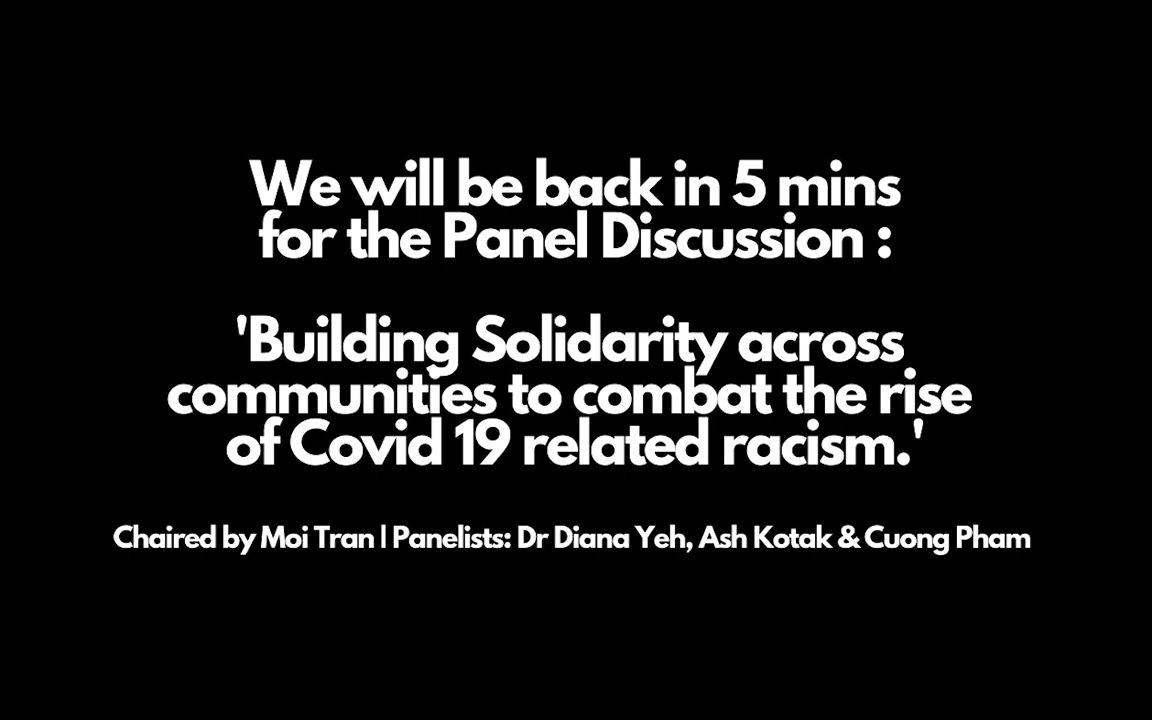 We will be back in 5 mins
for the Panel Discussion :
'Building Solidarity across
communities to combat the rise
of Covid 19 related racism.'
Chaired by Moi Tran | Panelists: Dr Diana Yeh, Ash Kotak & Cuong Pham